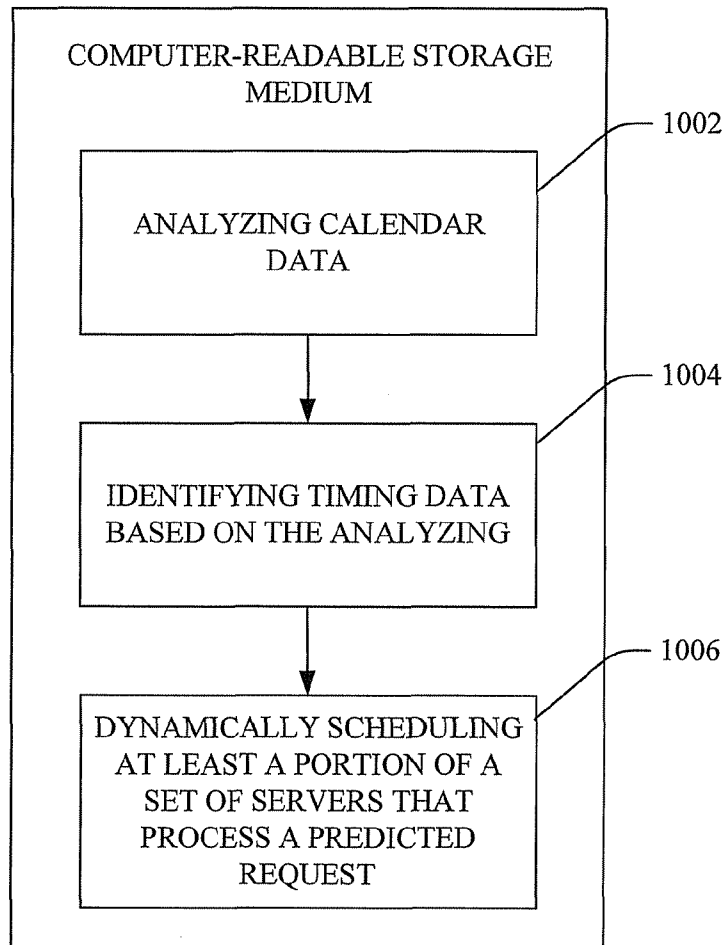 COMPUTER-READABLE STORAGE
MEDIUM
1002
ANALYZING CALENDAR
DATA
1004
IDENTIFYING TIMING DATA
BASED ON THE ANALYZING
1006
DYNAMICALLY SCHEDULING
AT LEAST A PORTION OF A
SET OF SERVERS THAT
PROCESS A PREDICTED
REQUEST